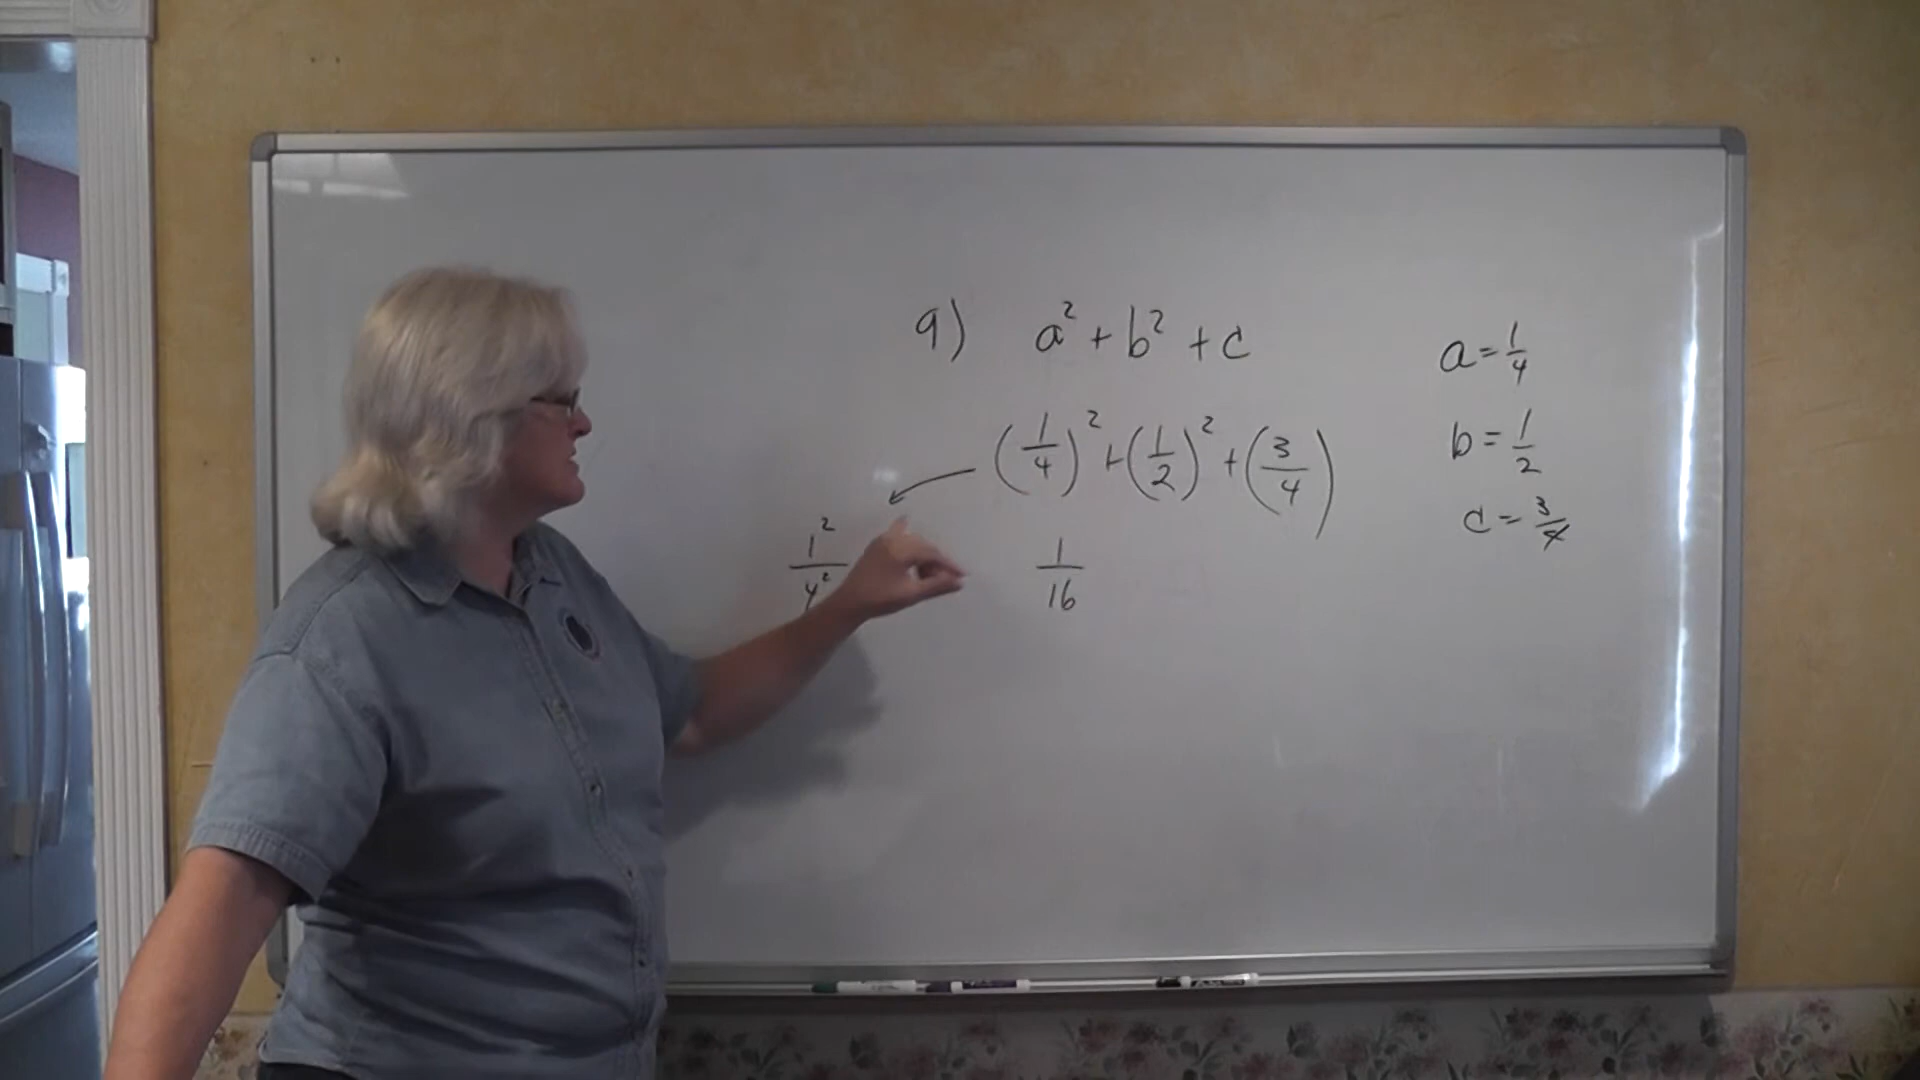 9) a² + b² + c
(1/4)² + (1/2)² + (3/4)
1²/4²
1/16
a = 1/4
b = 1/2
c = 3/4